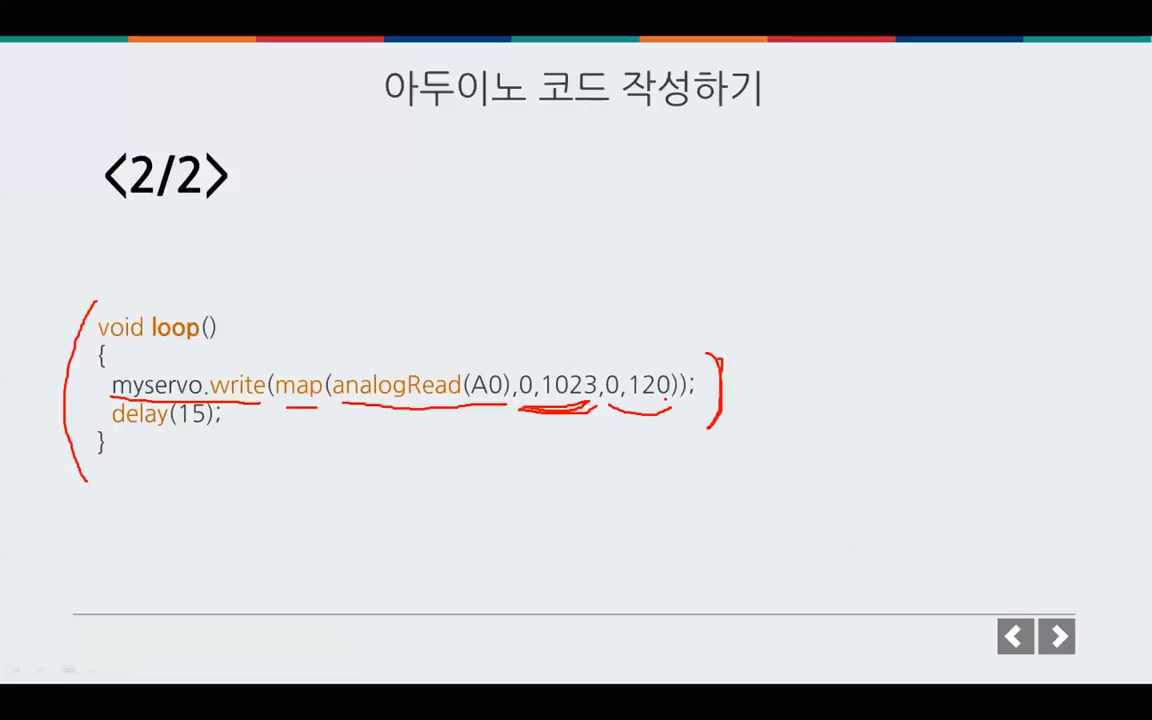 아두이노 코드 작성하기
<2/2>
void loop()
{
myservo.write(map(analogRead(A0),0,1023,0,120));
delay(15);
}